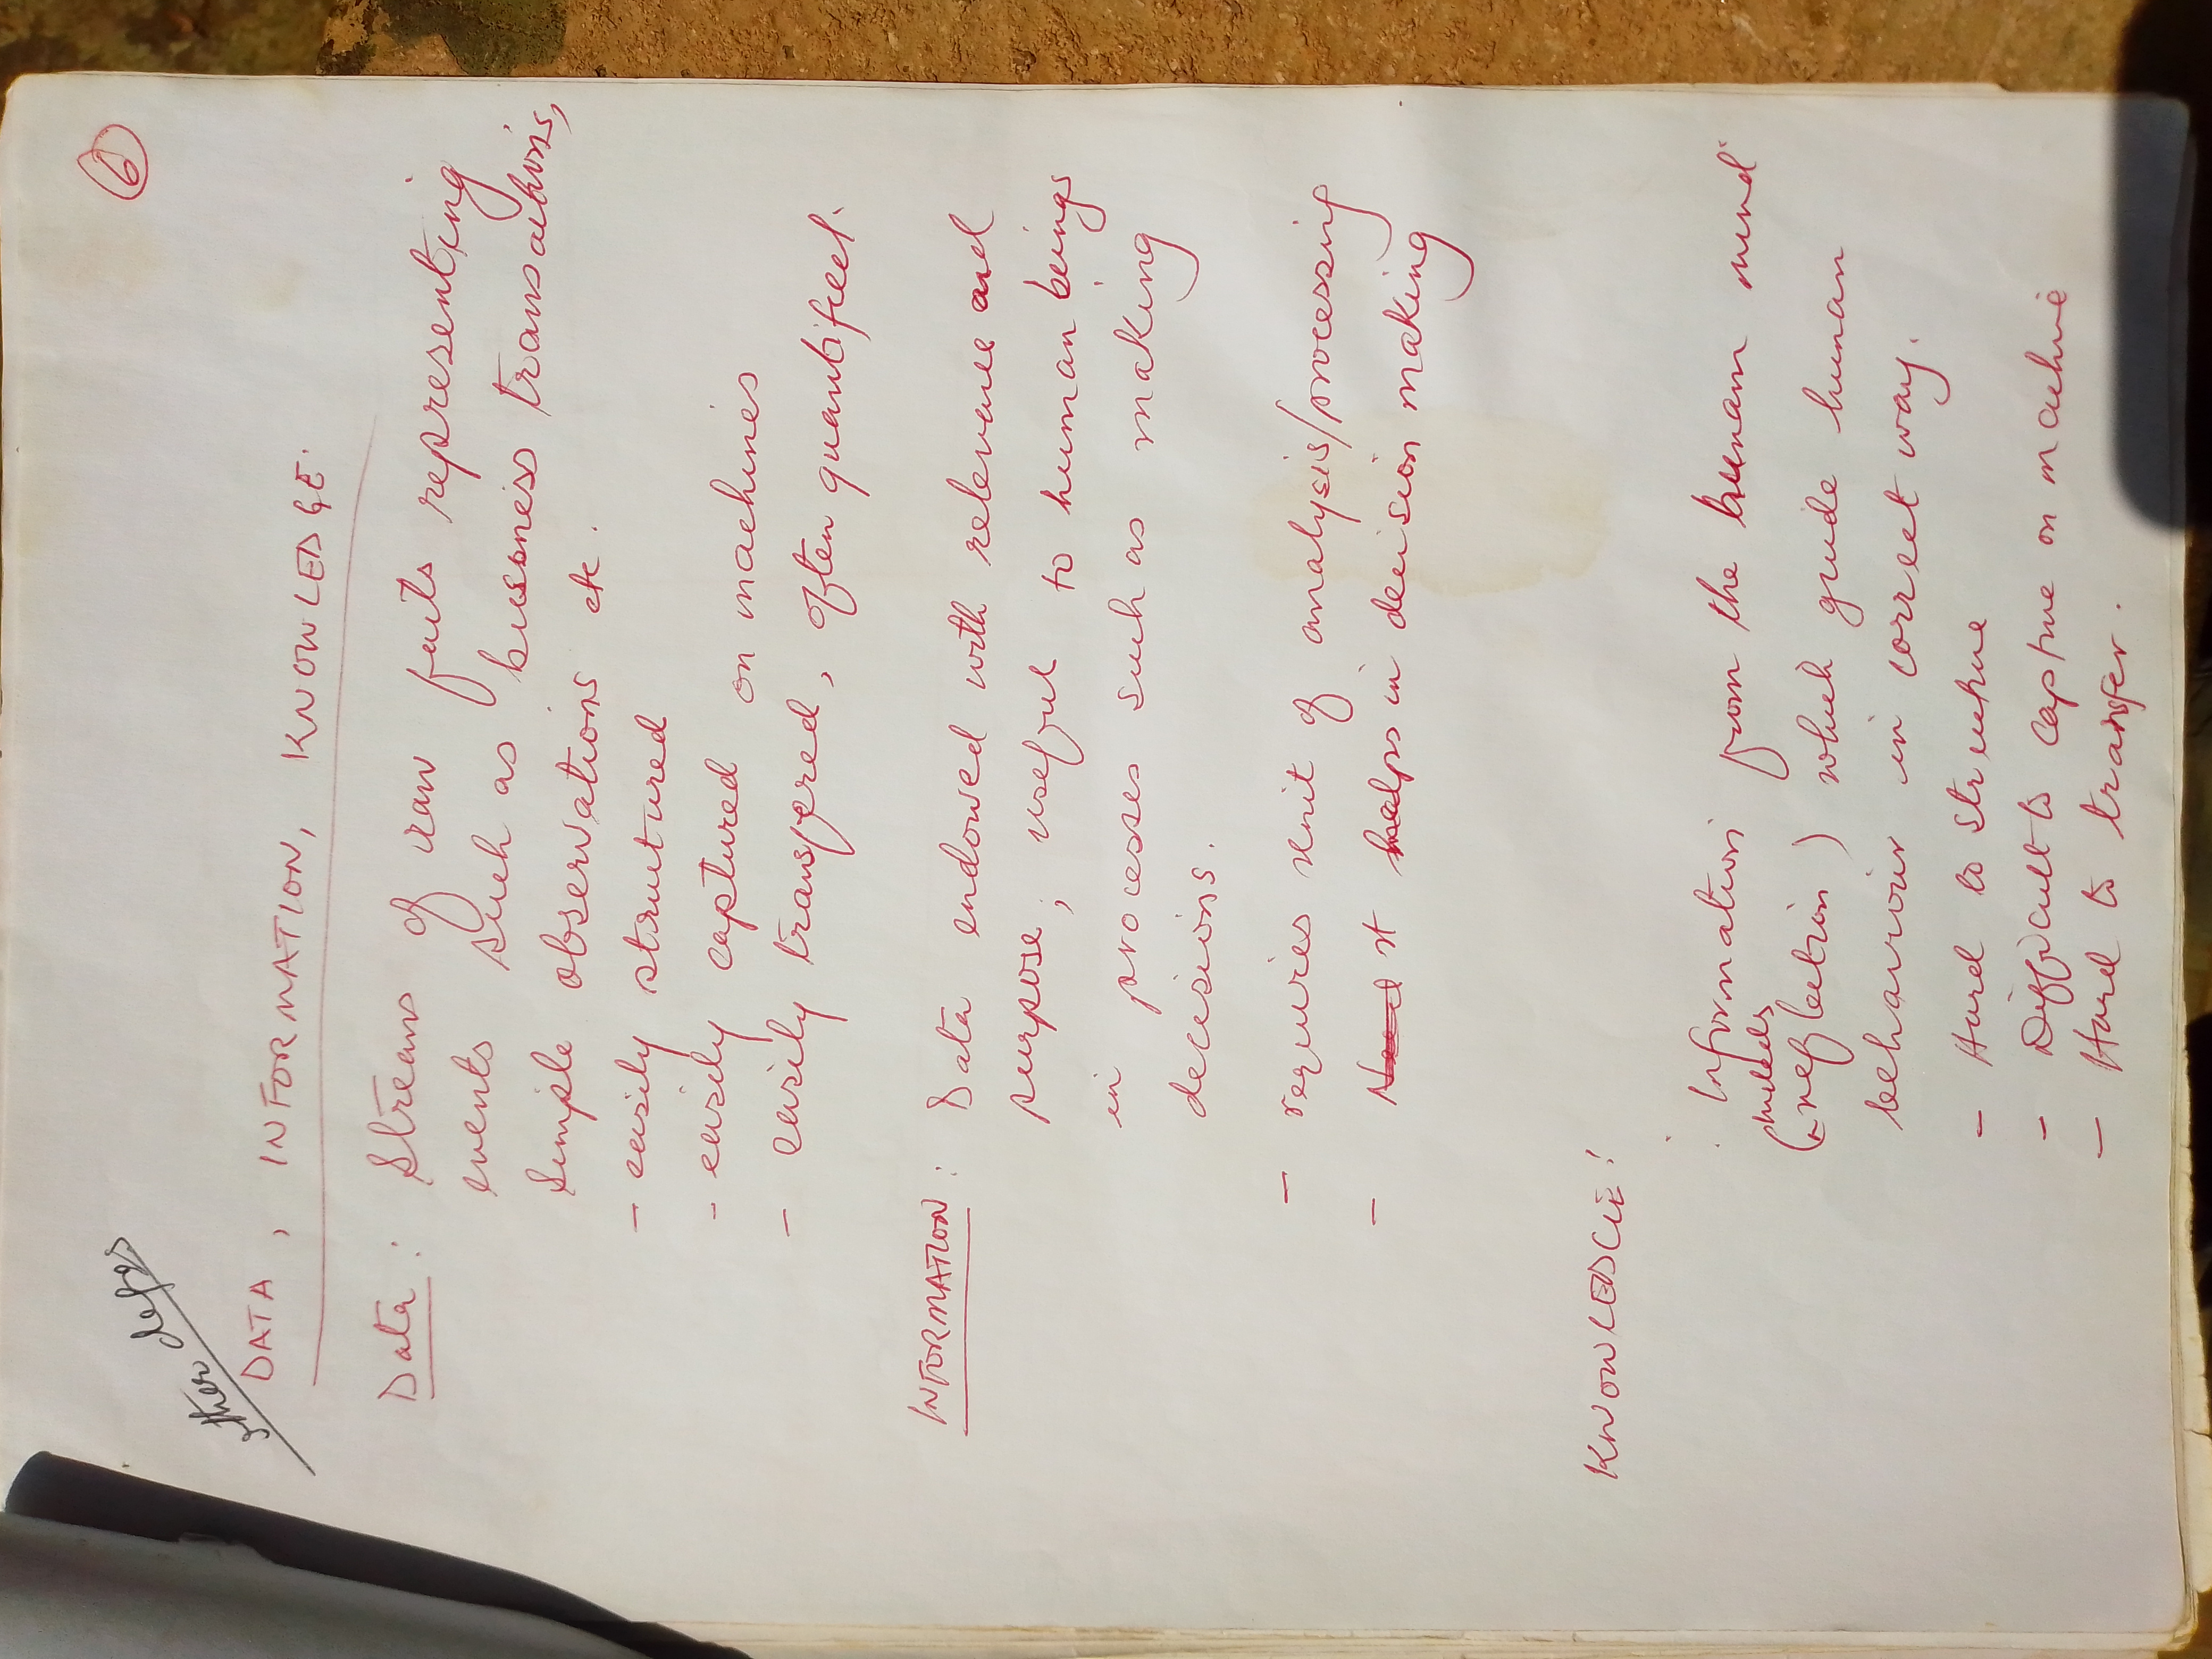 6
other defns
DATA, INFORMATION, KNOWLEDGE.
Data: Streams of raw facts representing
events such as business transactions,
simple observations etc.
- easily structured
- easily captured on machines
- easily transfered, often quantified.
INFORMATION: Data endowed with relevance and
purpose; useful to human beings
in processes such as making
decisions.
- requires unit of analysis/processing
- it helps in decision making
KNOWLEDGE:
Information from the human mind
(rules
reflection) which guide human
behaviour in correct way.
- Hard to structure
- Difficult to capture on machine
- Hard to transfer.